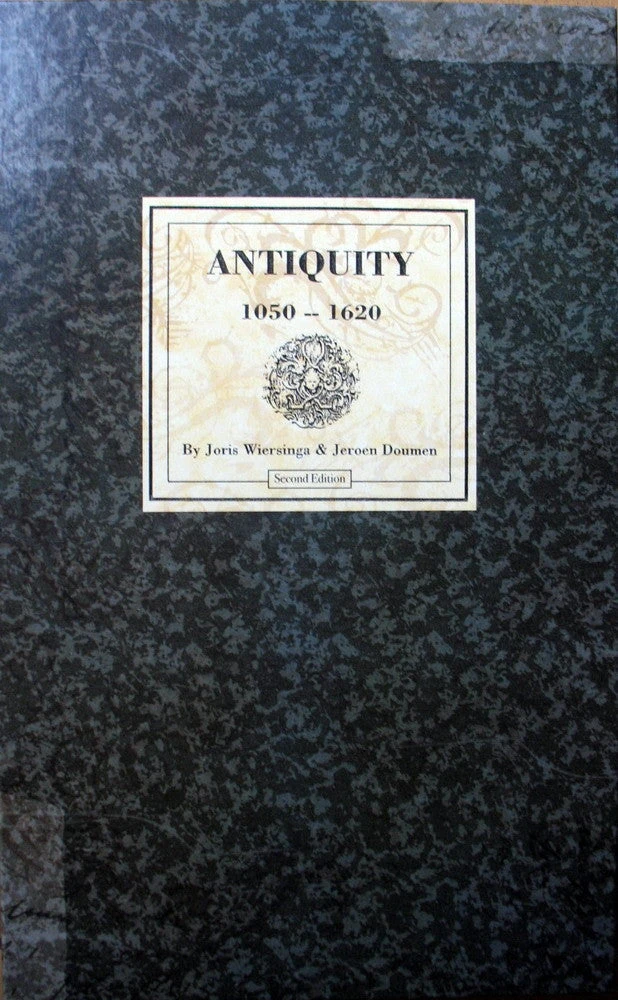 ANTIQUITY
1050 -- 1620
By Joris Wiersinga & Jeroen Doumen
Second Edition